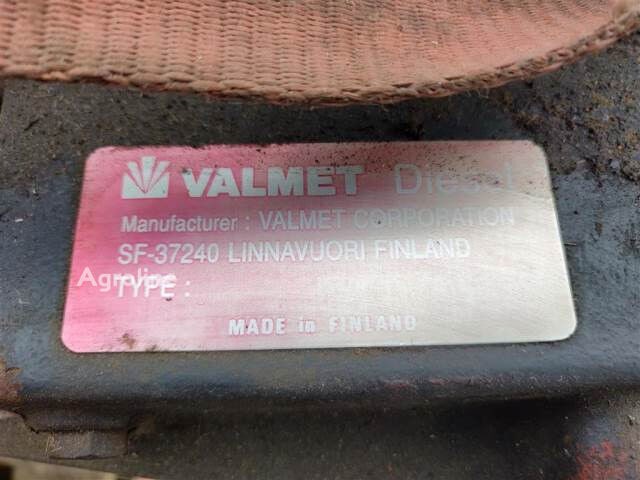 VALMET Diesel
Manufacturer : VALMET CORPORATION
SF-37240 LINNAVUORI FINLAND
Agroline
TYPE :
MADE in FINLAND